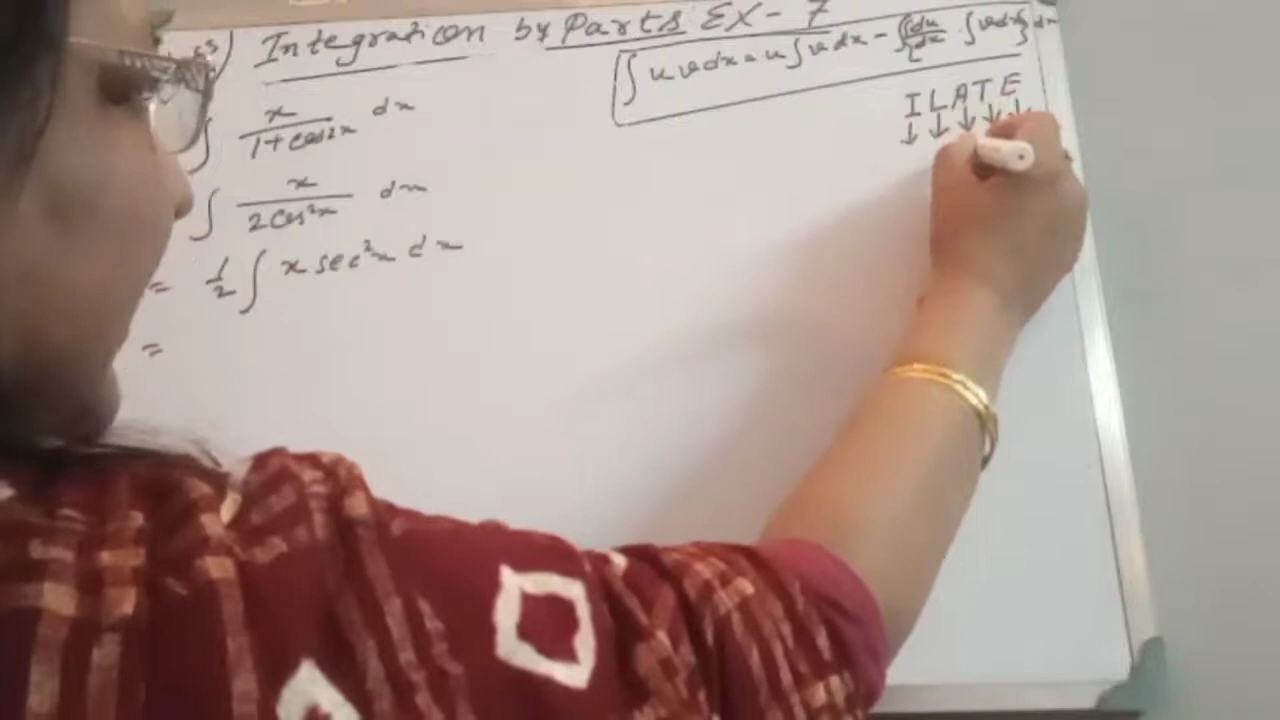 Integration by Parts EX-7
∫ u v dx = u ∫ v dx - ∫{du/dx · ∫ v dx} dx
I L A T E
↓ ↓ ↓ ↓ ↓
∫ x/(1+cos2x) dx
∫ x/(2cos²x) dx
= 1/2 ∫ x sec²x dx
=